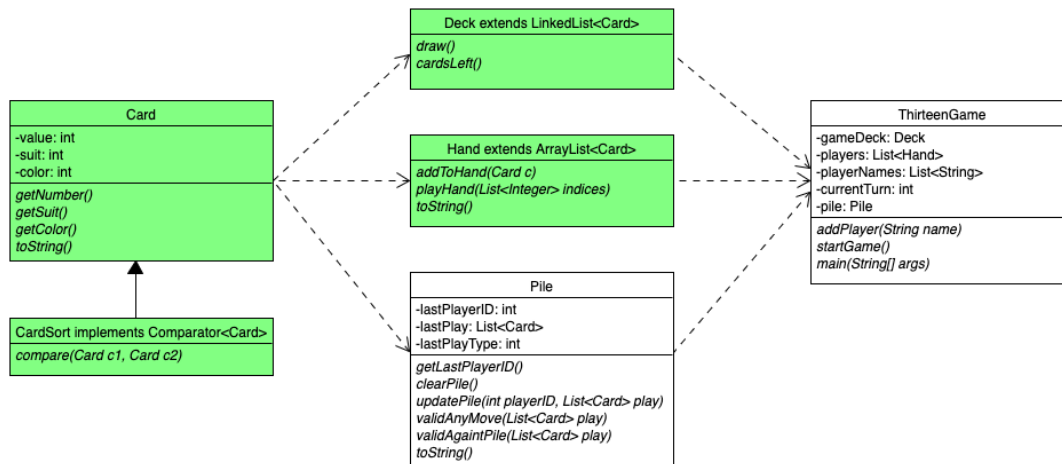 Deck extends LinkedList<Card>
draw()
cardsLeft()
Card
-value: int
-suit: int
-color: int
getNumber()
getSuit()
getColor()
toString()
Hand extends ArrayList<Card>
addToHand(Card c)
playHand(List<Integer> indices)
toString()
ThirteenGame
-gameDeck: Deck
-players: List<Hand>
-playerNames: List<String>
-currentTurn: int
-pile: Pile
addPlayer(String name)
startGame()
main(String[] args)
CardSort implements Comparator<Card>
compare(Card c1, Card c2)
Pile
-lastPlayerID: int
-lastPlay: List<Card>
-lastPlayType: int
getLastPlayerID()
clearPile()
updatePile(int playerID, List<Card> play)
validAnyMove(List<Card> play)
validAgaintPile(List<Card> play)
toString()